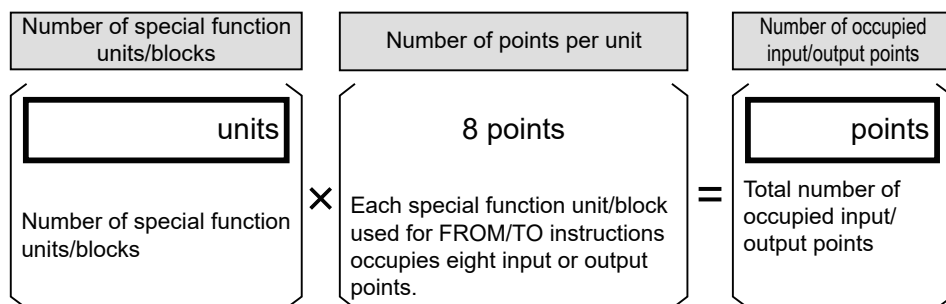 Number of special function
units/blocks
Number of points per unit
Number of occupied
input/output points
units
8 points
points
Number of special function
units/blocks
×
Each special function unit/block
used for FROM/TO instructions
occupies eight input or output
points.
=
Total number of
occupied input/
output points